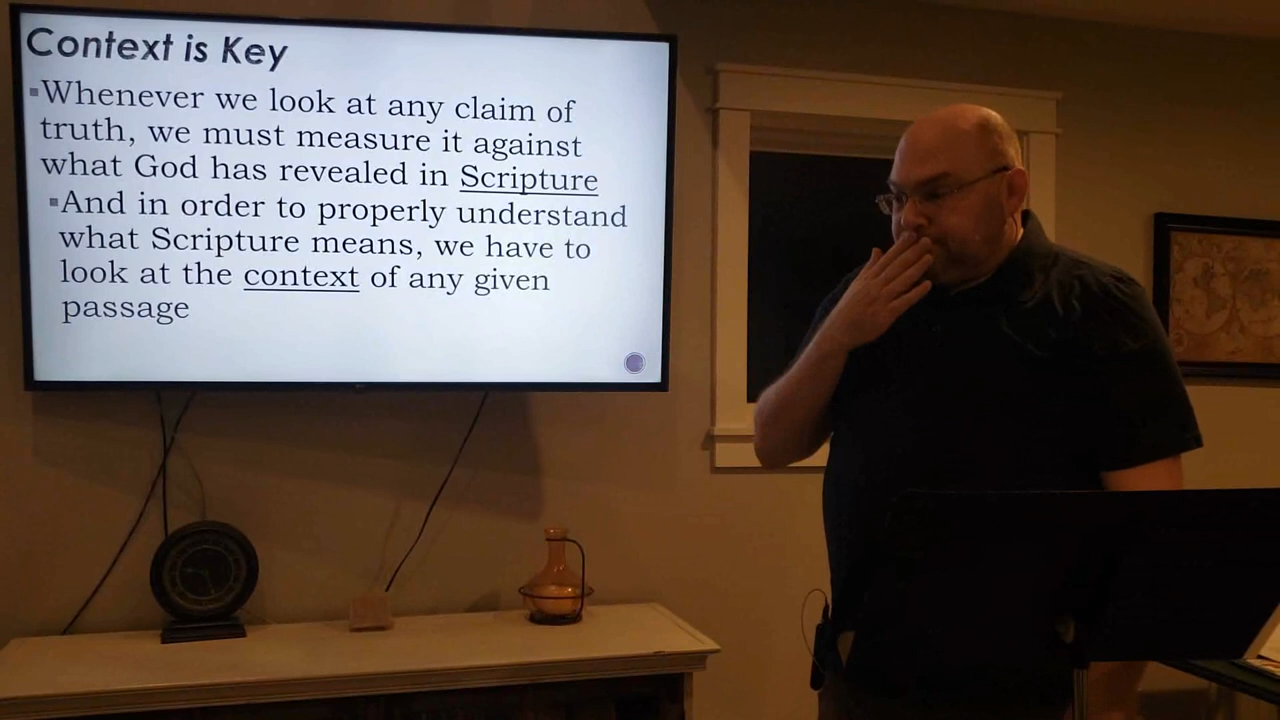 Context is Key
▪Whenever we look at any claim of
truth, we must measure it against
what God has revealed in Scripture
▪And in order to properly understand
what Scripture means, we have to
look at the context of any given
passage